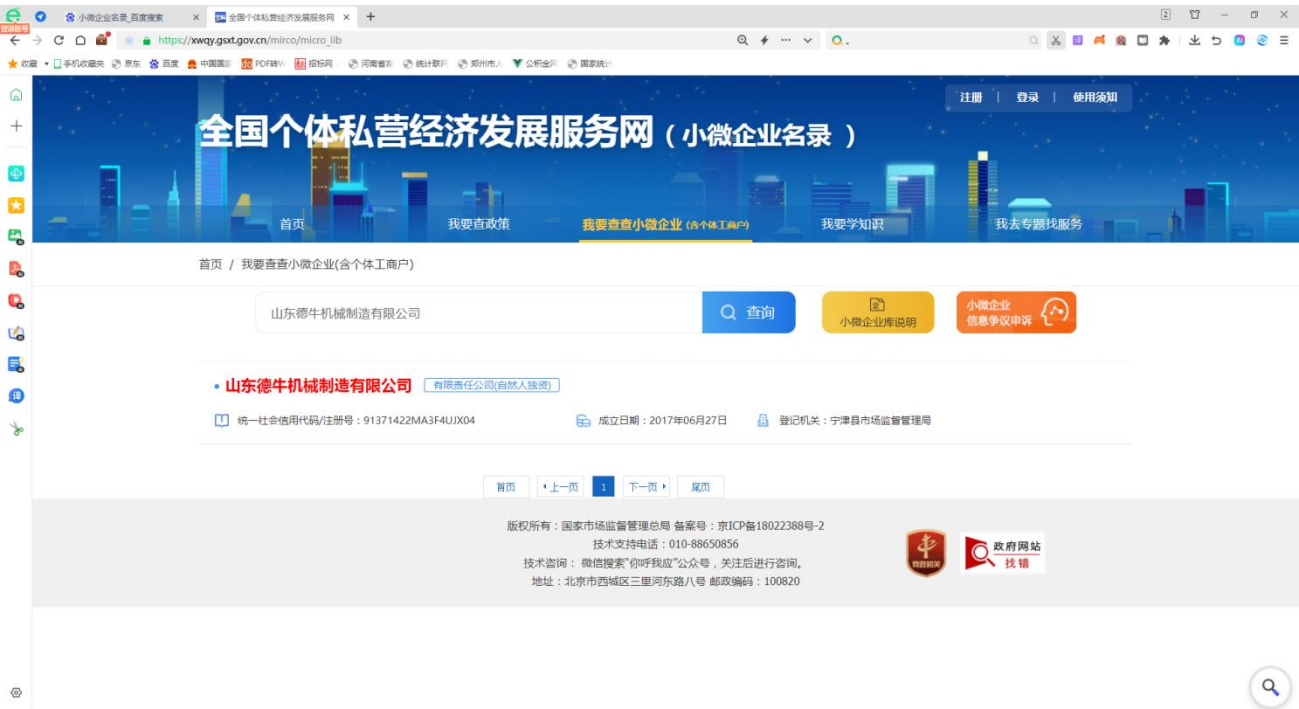 登录账号
小微企业名录_百度搜索
全国个体私营经济发展服务网
2
https://xwqy.gsxt.gov.cn/mirco/micro_lib
收藏
手机收藏夹
京东
百度
PDF转W
招标网
公积金网
注册 | 登录 | 使用须知
全国个体私营经济发展服务网（小微企业名录 ）
首页
我要查政策
我要查查小微企业 (含个体工商户)
我要学知识
我去专题找服务
首页 / 我要查查小微企业(含个体工商户)
山东德牛机械制造有限公司
查询
小微企业库说明
小微企业
信息争议申诉
山东德牛机械制造有限公司
有限责任公司(自然人独资)
统一社会信用代码/注册号：91371422MA3F4UJX04
成立日期：2017年06月27日
登记机关：宁津县市场监督管理局
首页
上一页
1
下一页
尾页
版权所有：国家市场监督管理总局 备案号：京ICP备18022388号-2
技术支持电话：010-88650856
技术咨询： 微信搜索"你呼我应"公众号，关注后进行咨询。
地址：北京市西城区三里河东路八号 邮政编码：100820
党政机关
政府网站
找错